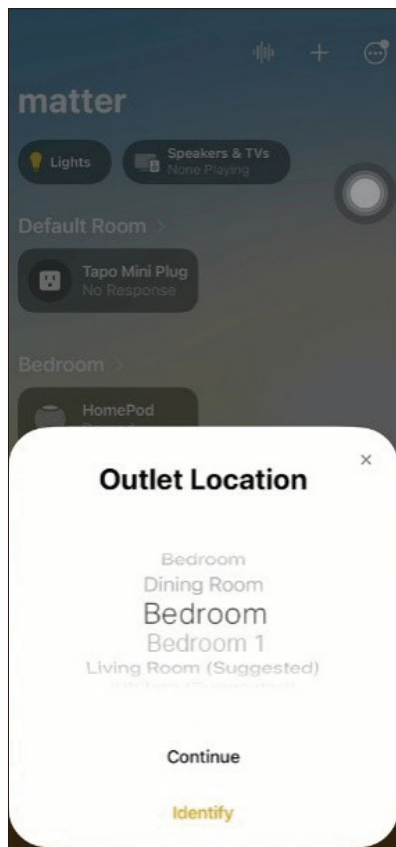 matter
Lights
Speakers & TVs
None Playing
Default Room >
Tapo Mini Plug
No Response
Bedroom >
HomePod
Outlet Location
Bedroom
Dining Room
Bedroom
Bedroom 1
Living Room (Suggested)
Continue
Identify